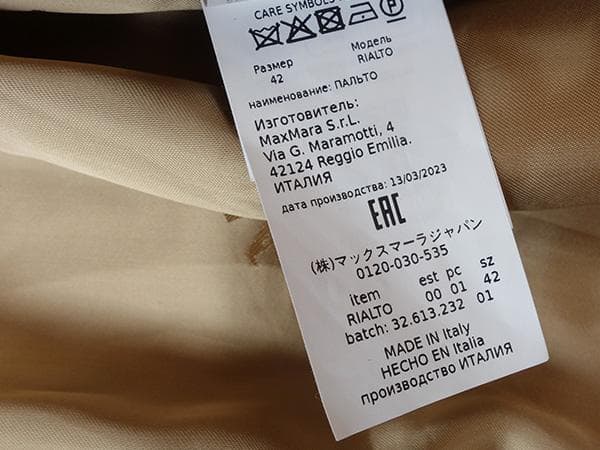 CARE SYMBOLS
Размер
42
Модель
RIALTO
наименование: ПАЛЬТО
Изготовитель:
MaxMara S.r.L.
Via G. Maramotti, 4
42124 Reggio Emilia.
ИТАЛИЯ
дата производства: 13/03/2023
EAC
(株)マックスマーラジャパン
0120-030-535
item est pc sz
RIALTO 00 01 42
batch: 32.613.232 01
MADE IN Italy
HECHO EN Italia
производство ИТАЛИЯ